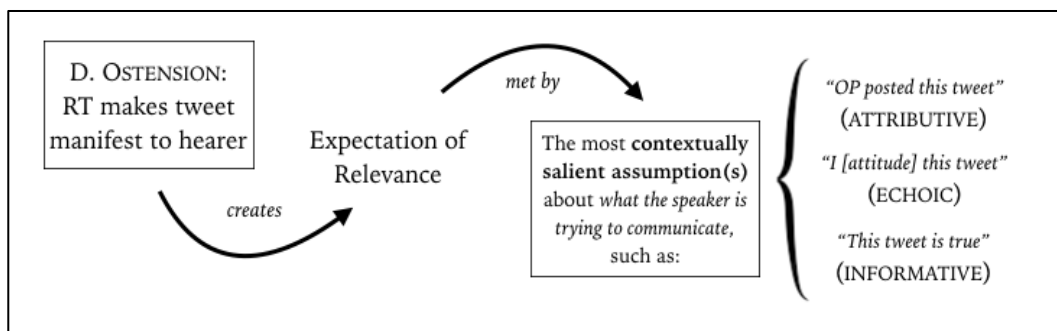 D. OSTENSION:
RT makes tweet
manifest to hearer
creates
Expectation of
Relevance
met by
The most contextually
salient assumption(s)
about what the speaker is
trying to communicate,
such as:
“OP posted this tweet”
(ATTRIBUTIVE)
“I [attitude] this tweet”
(ECHOIC)
“This tweet is true”
(INFORMATIVE)